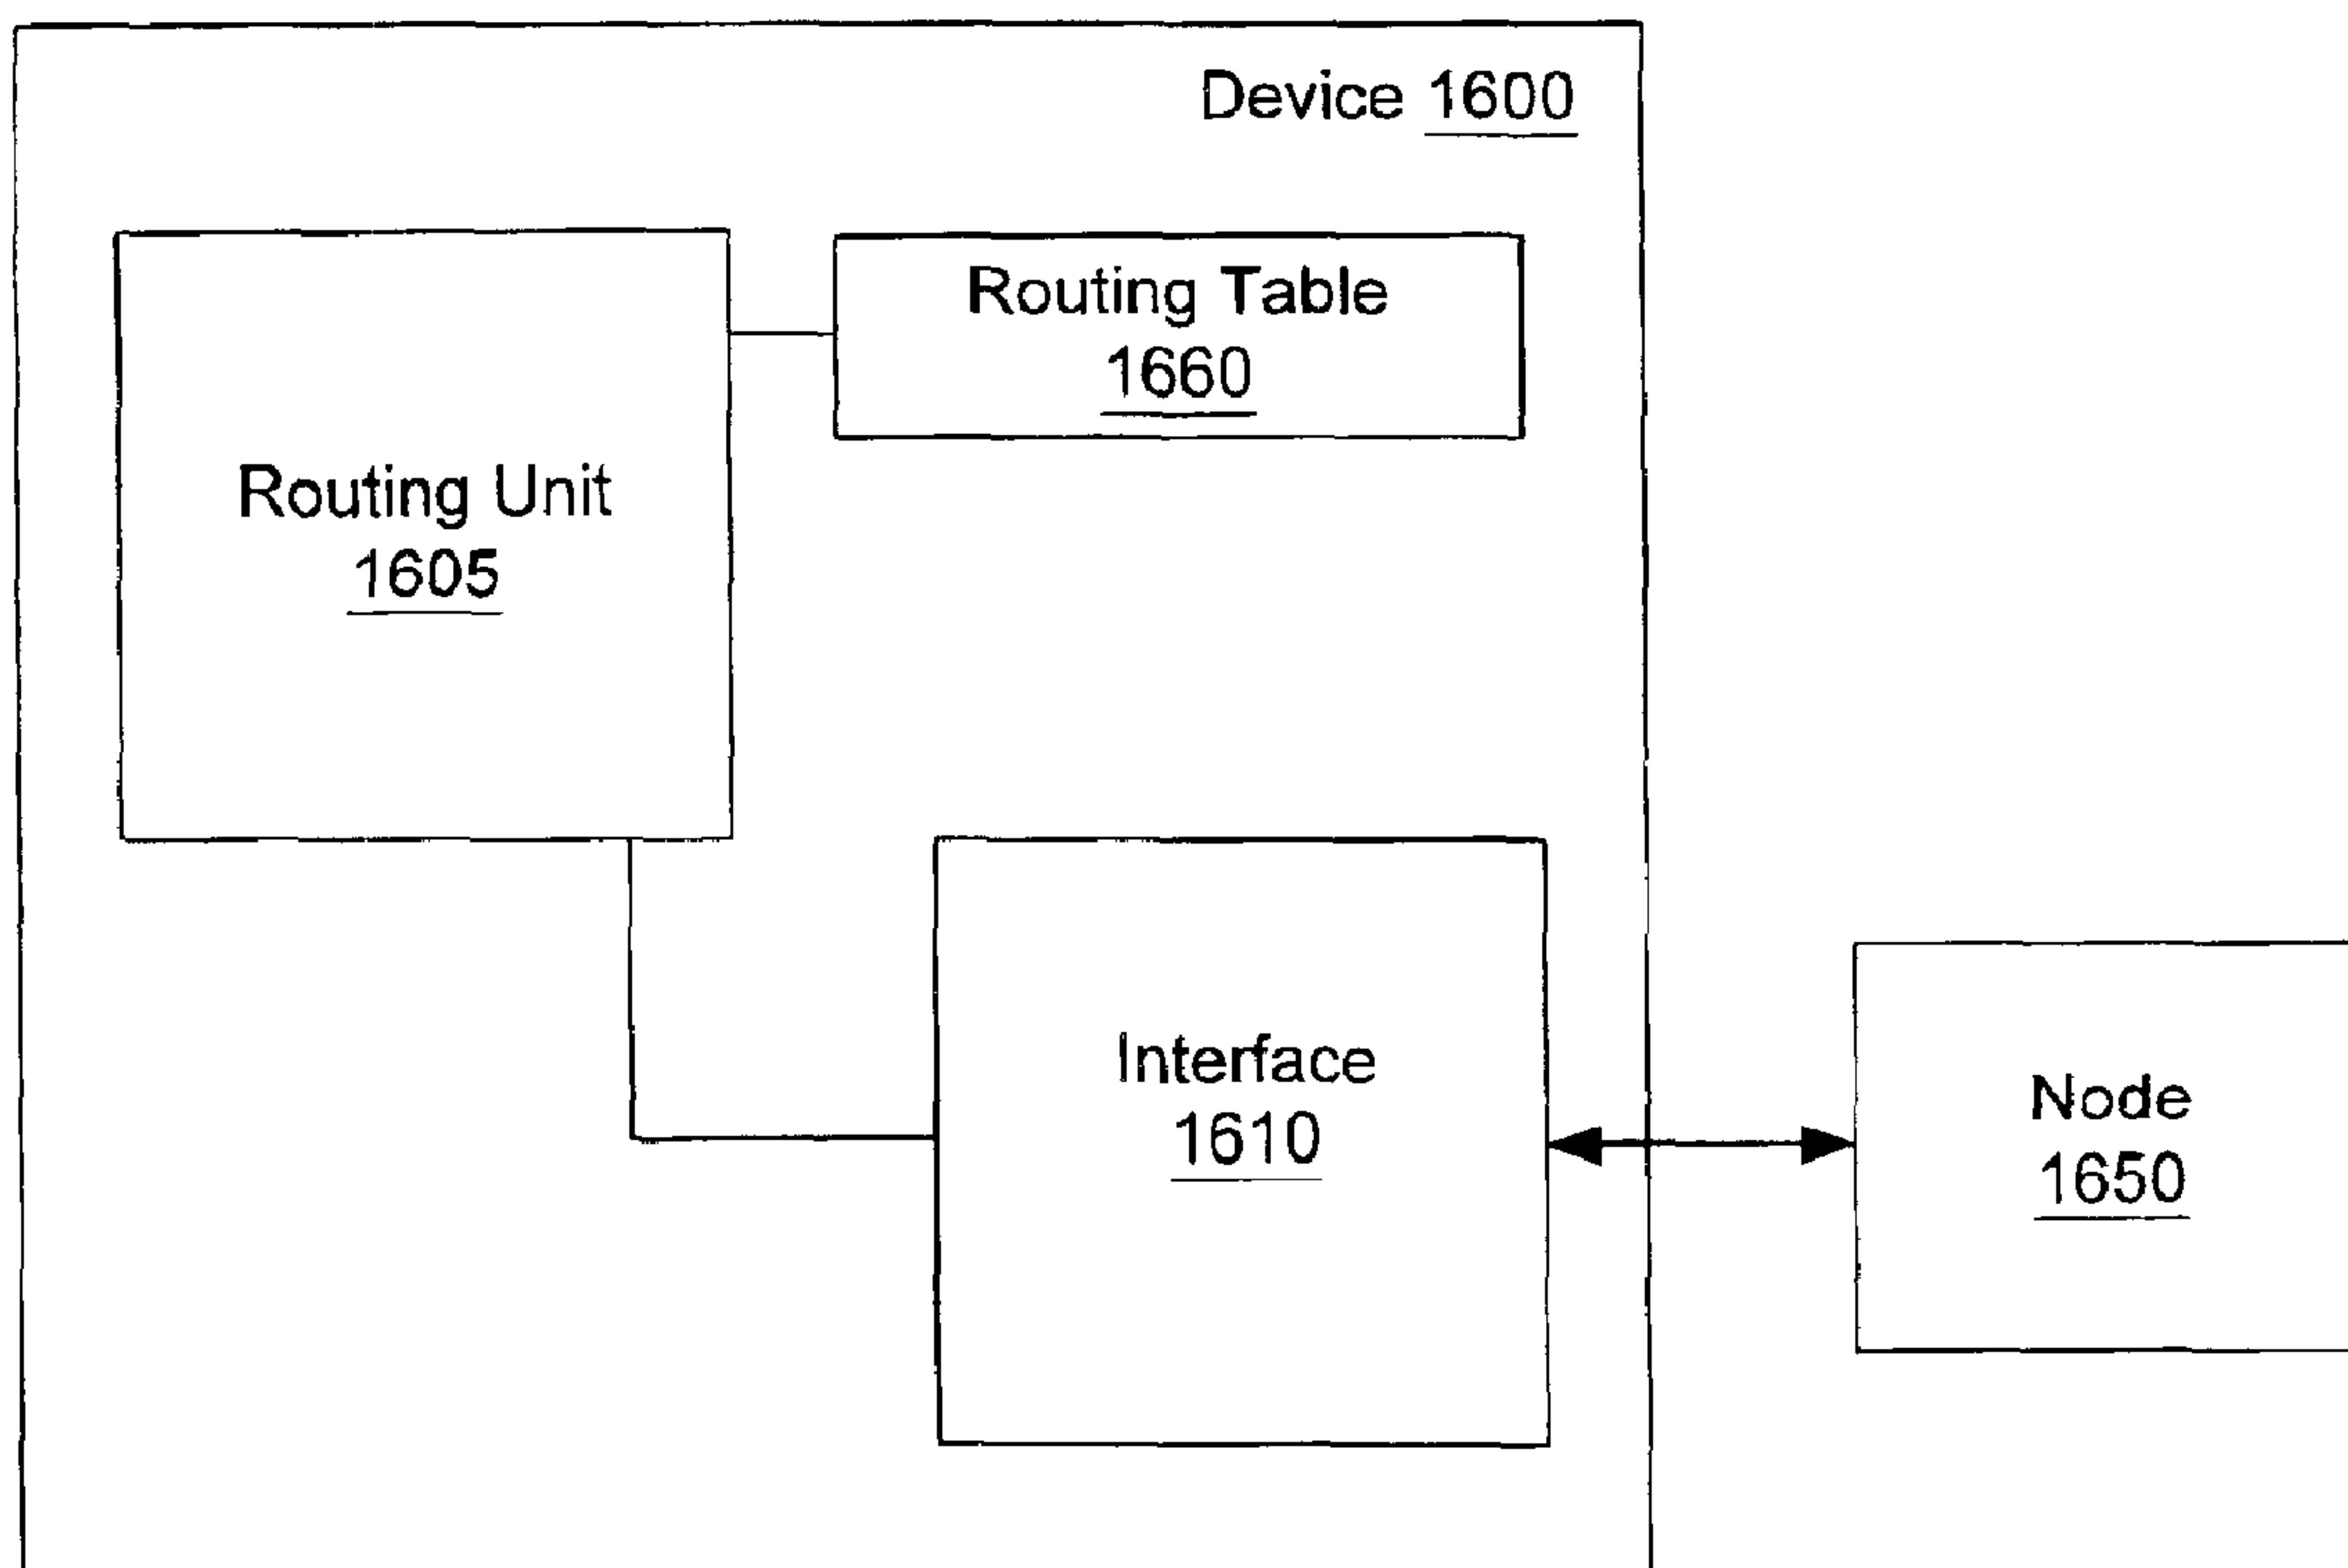 Device 1600
Routing Table
1660
Routing Unit
1605
Interface
1610
Node
1650